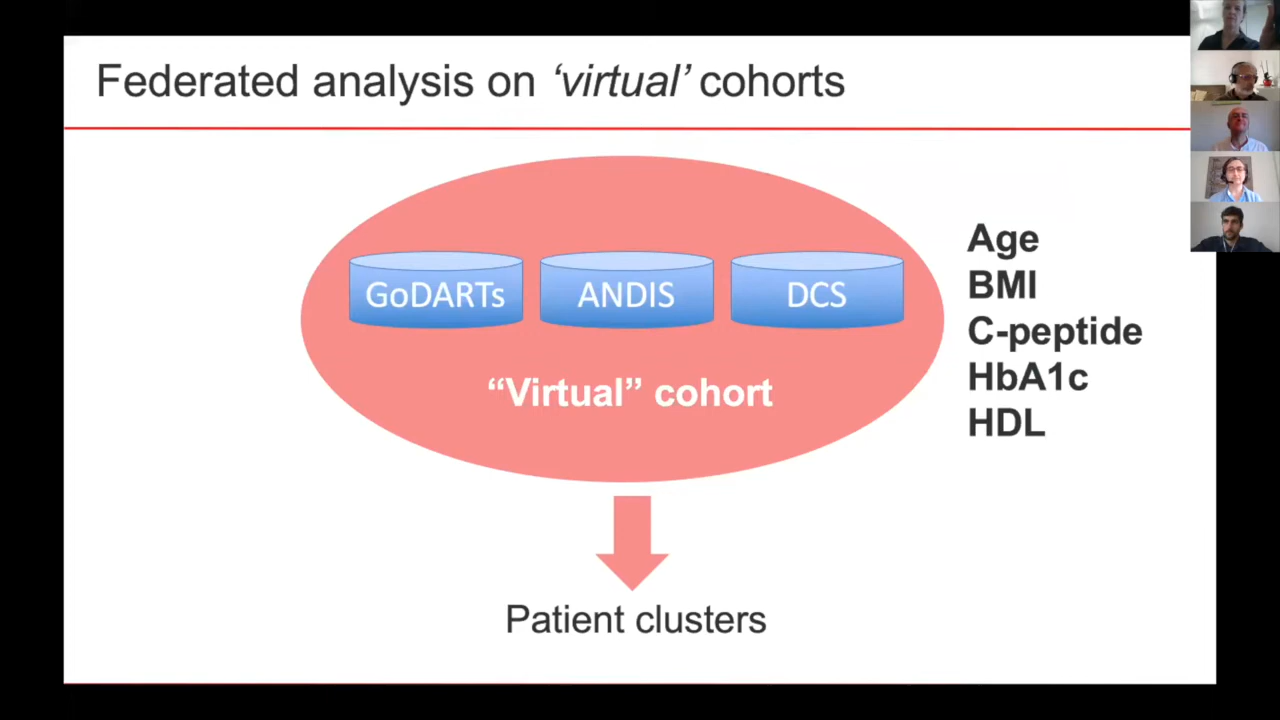 Federated analysis on ‘virtual’ cohorts
GoDARTs
ANDIS
DCS
“Virtual” cohort
Age
BMI
C-peptide
HbA1c
HDL
Patient clusters